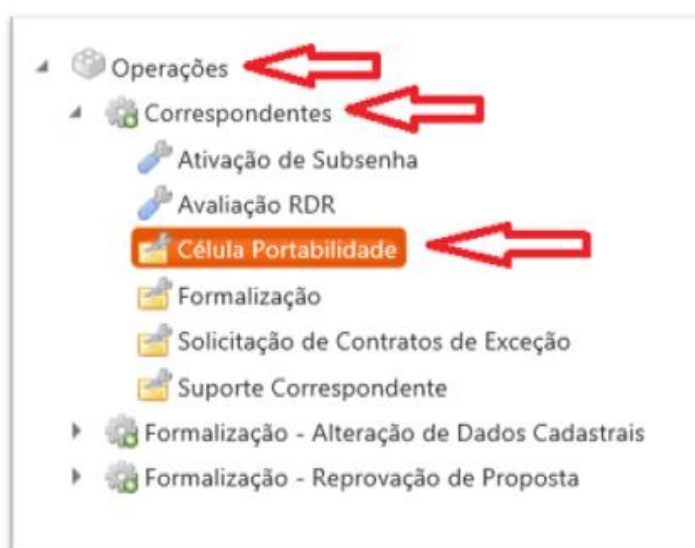 Operações
Correspondentes
Ativação de Subsenha
Avaliação RDR
Célula Portabilidade
Formalização
Solicitação de Contratos de Exceção
Suporte Correspondente
Formalização - Alteração de Dados Cadastrais
Formalização - Reprovação de Proposta